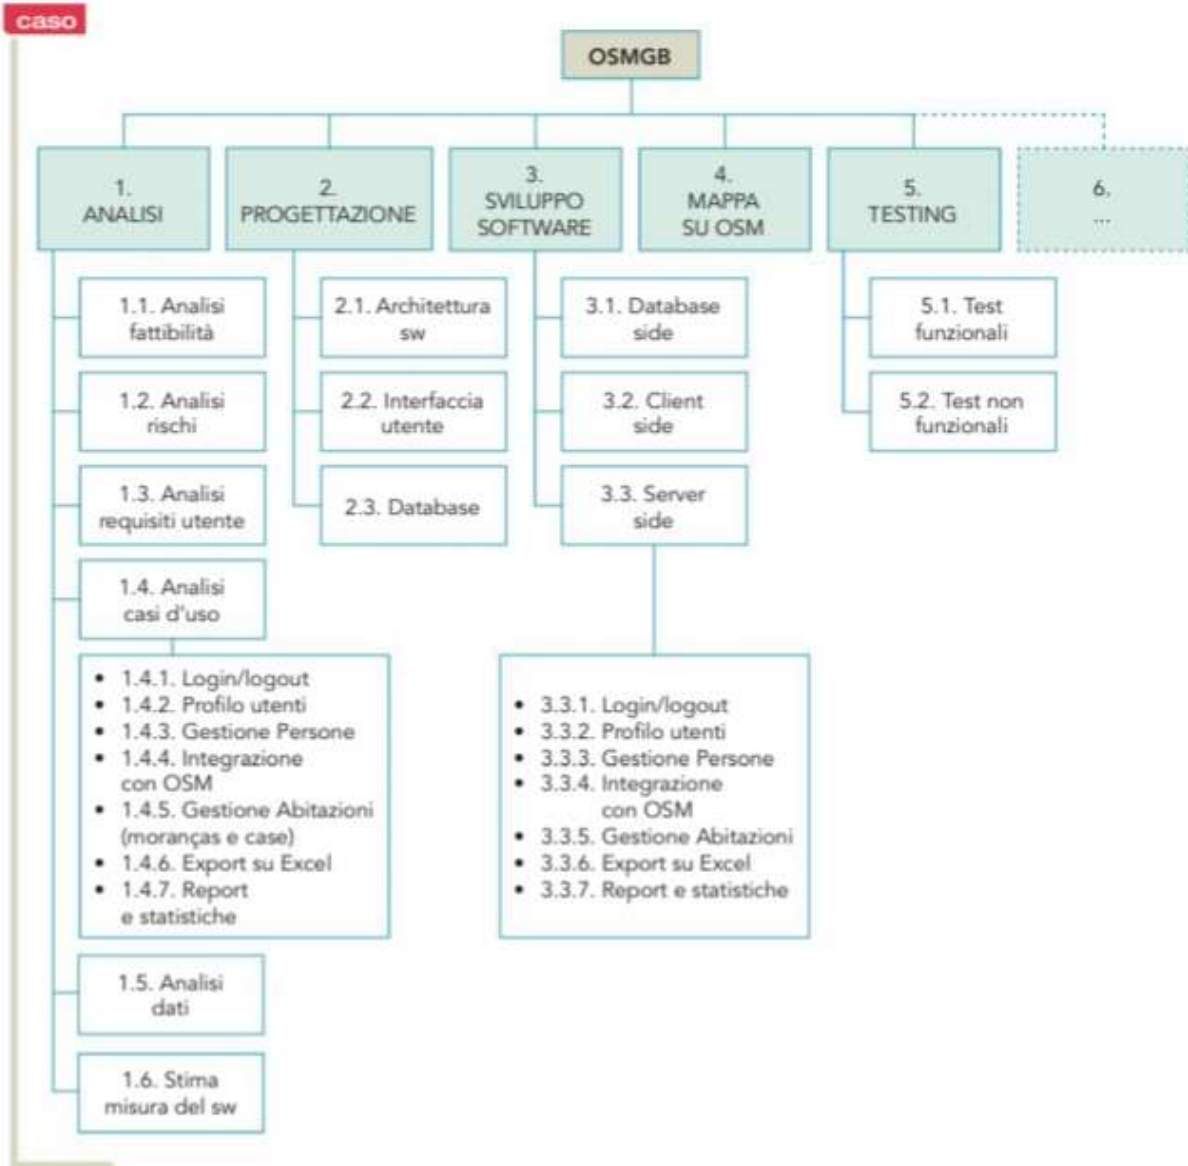 caso
OSMGB
1.
ANALISI
2.
PROGETTAZIONE
3.
SVILUPPO
SOFTWARE
4.
MAPPA
SU OSM
5.
TESTING
6.
...
1.1. Analisi
fattibilità
1.2. Analisi
rischi
1.3. Analisi
requisiti utente
1.4. Analisi
casi d'uso
• 1.4.1. Login/logout
• 1.4.2. Profilo utenti
• 1.4.3. Gestione Persone
• 1.4.4. Integrazione
con OSM
• 1.4.5. Gestione Abitazioni
(moranças e case)
• 1.4.6. Export su Excel
• 1.4.7. Report
e statistiche
1.5. Analisi
dati
1.6. Stima
misura del sw
2.1. Architettura
sw
2.2. Interfaccia
utente
2.3. Database
3.1. Database
side
3.2. Client
side
3.3. Server
side
• 3.3.1. Login/logout
• 3.3.2. Profilo utenti
• 3.3.3. Gestione Persone
• 3.3.4. Integrazione
con OSM
• 3.3.5. Gestione Abitazioni
• 3.3.6. Export su Excel
• 3.3.7. Report e statistiche
5.1. Test
funzionali
5.2. Test non
funzionali